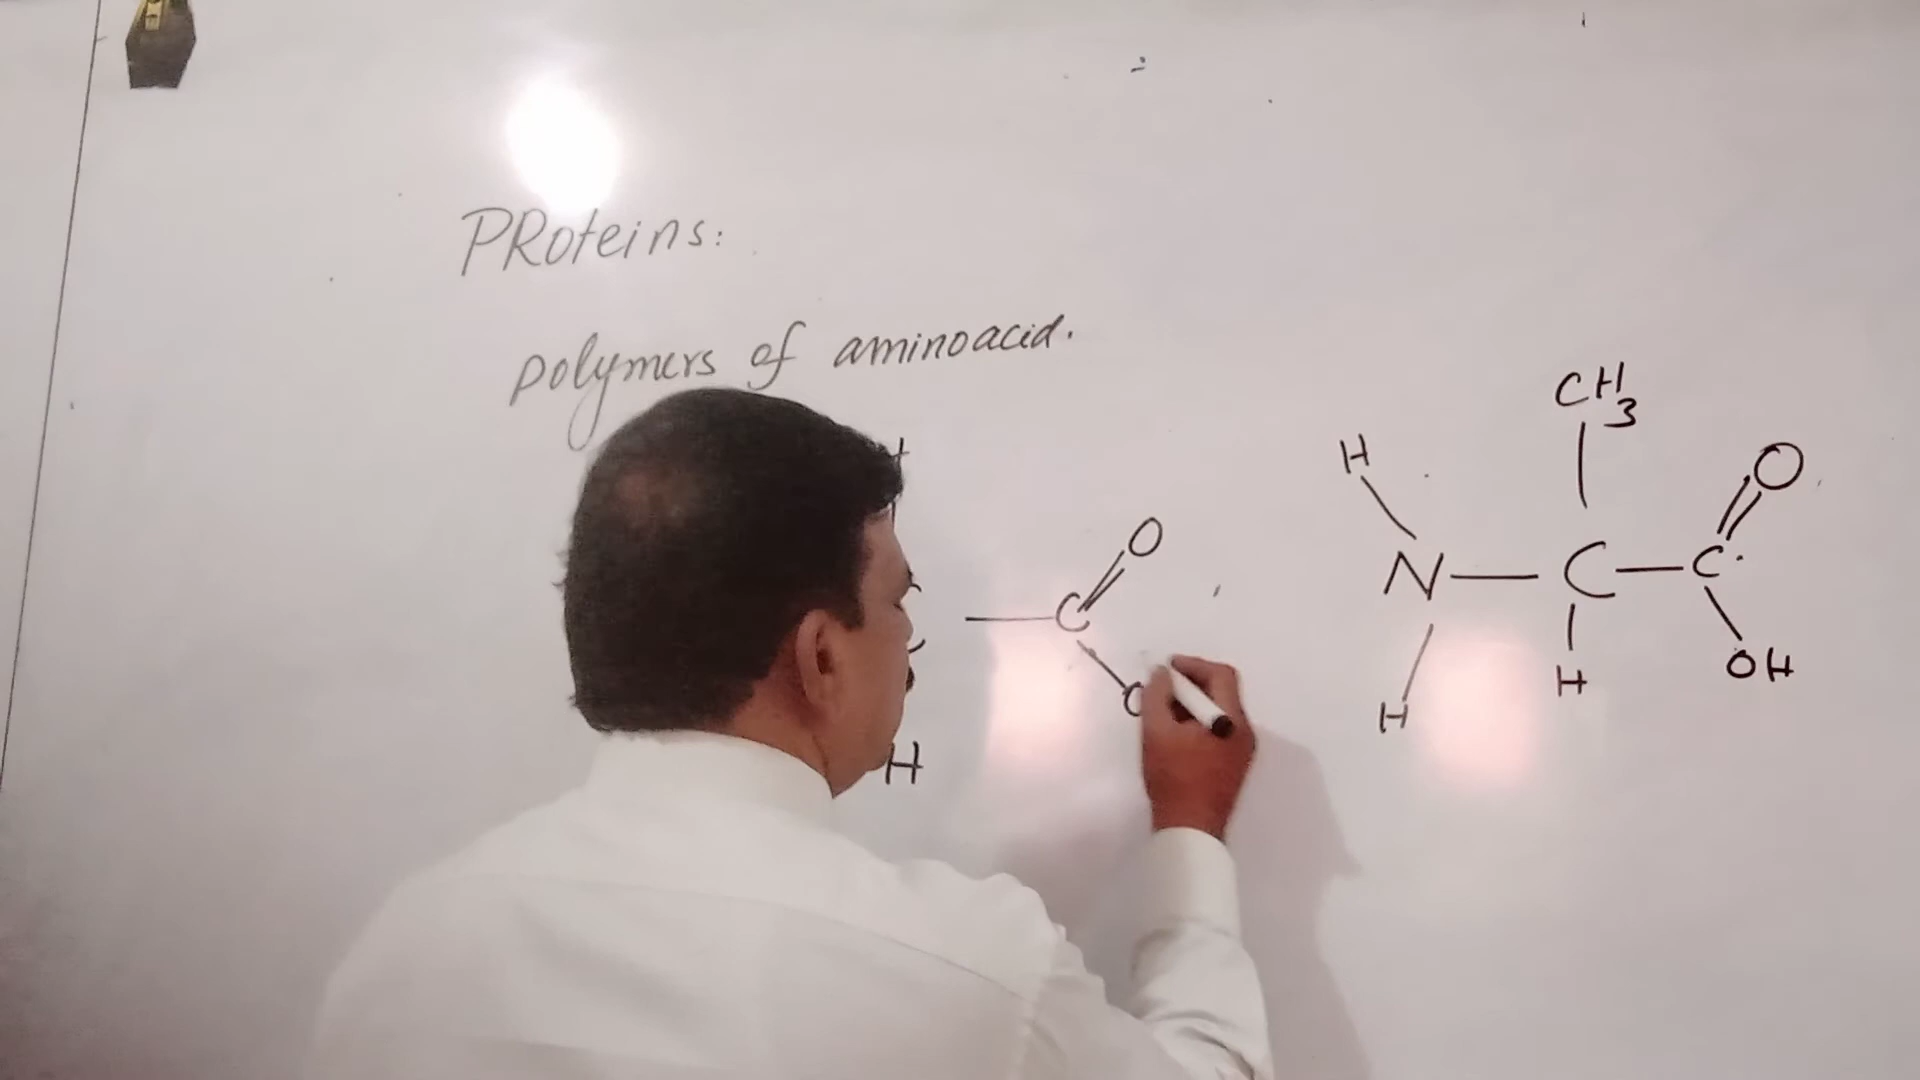 PRoteins:
polymers of aminoacid.
CH3
H
O
O
N — C — C
C
OH
H
H
H